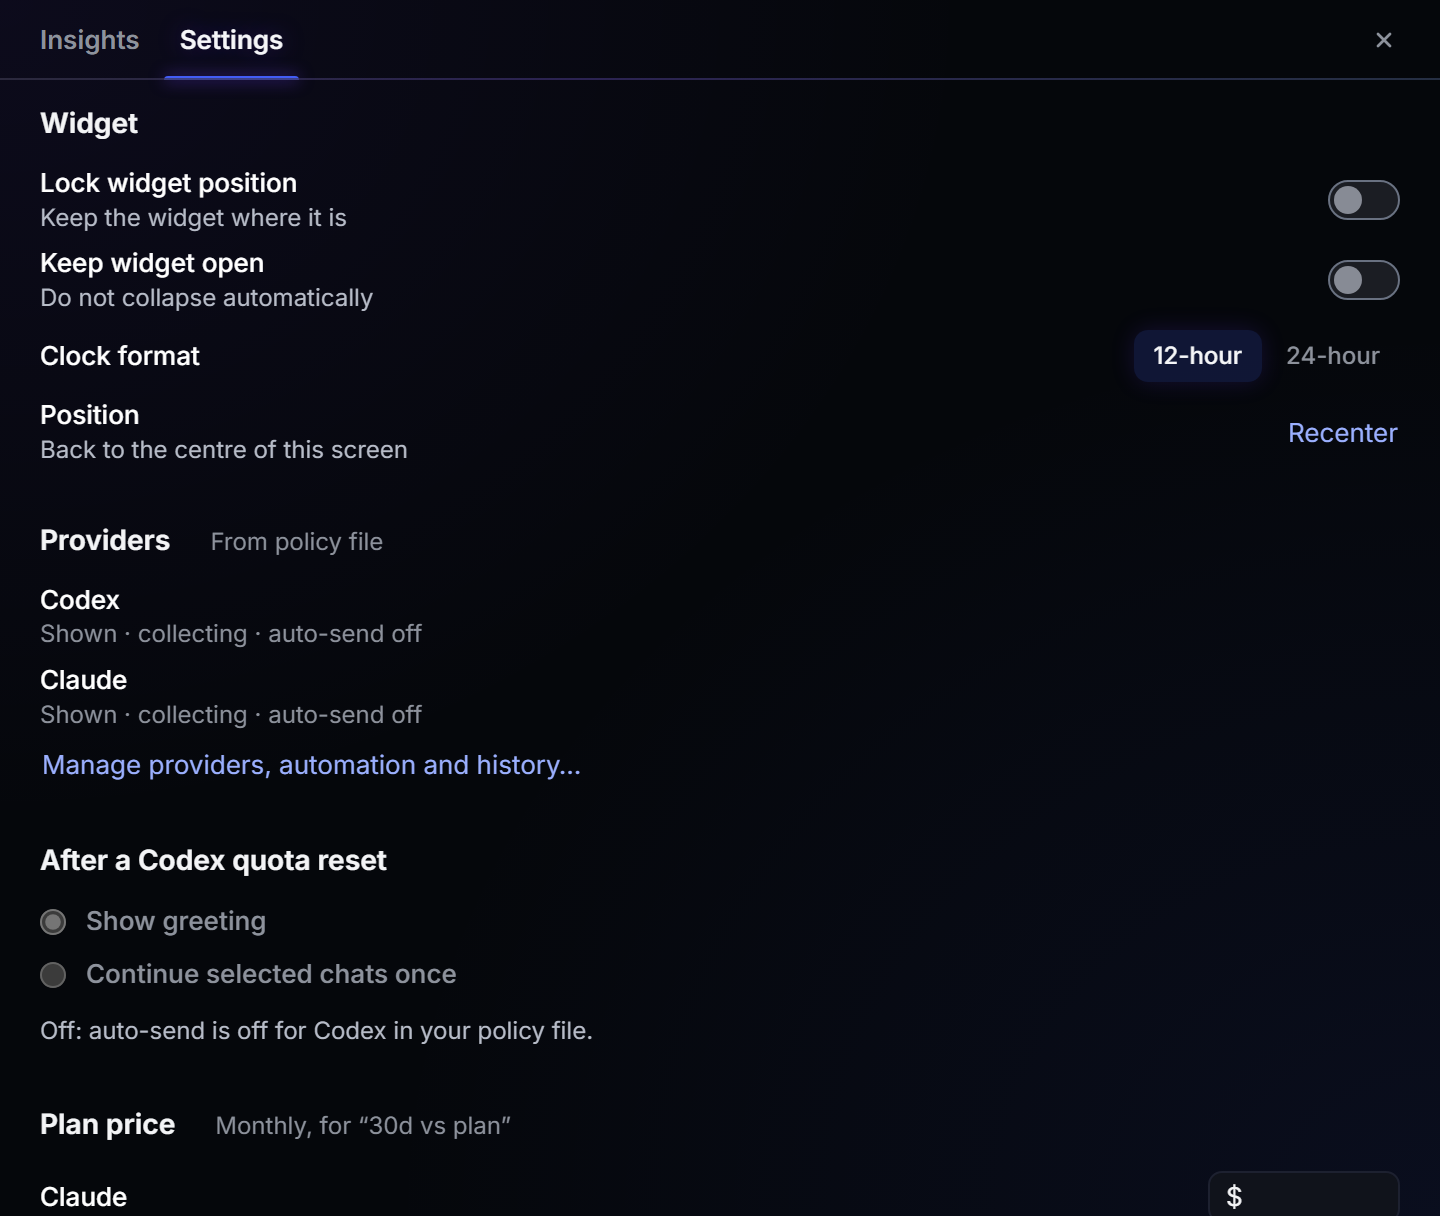 Insights Settings ×
Widget
Lock widget position
Keep the widget where it is
Keep widget open
Do not collapse automatically
Clock format 12-hour 24-hour
Position
Back to the centre of this screen
Recenter
Providers From policy file
Codex
Shown · collecting · auto-send off
Claude
Shown · collecting · auto-send off
Manage providers, automation and history...
After a Codex quota reset
Show greeting
Continue selected chats once
Off: auto-send is off for Codex in your policy file.
Plan price Monthly, for “30d vs plan”
Claude $